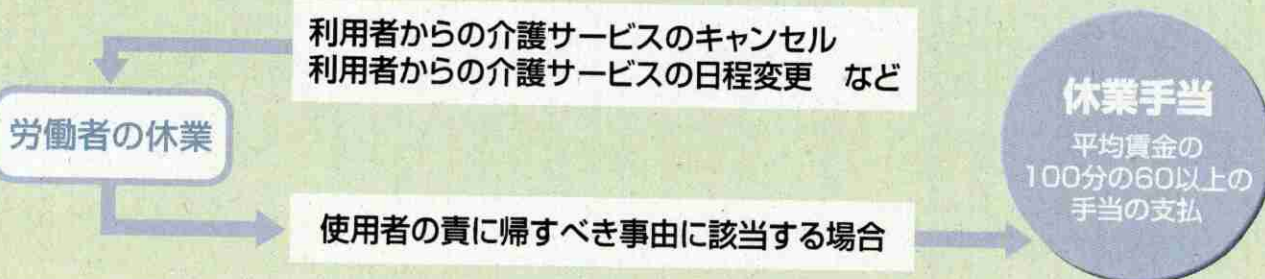 利用者からの介護サービスのキャンセル
利用者からの介護サービスの日程変更　など
労働者の休業
使用者の責に帰すべき事由に該当する場合
休業手当
平均賃金の
100分の60以上の
手当の支払